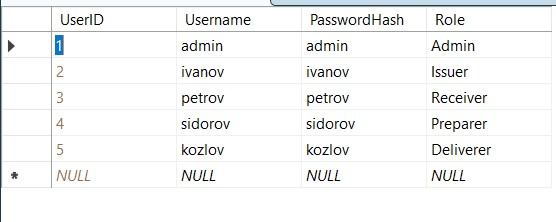 UserID Username PasswordHash Role
1 admin admin Admin
2 ivanov ivanov Issuer
3 petrov petrov Receiver
4 sidorov sidorov Preparer
5 kozlov kozlov Deliverer
NULL NULL NULL NULL